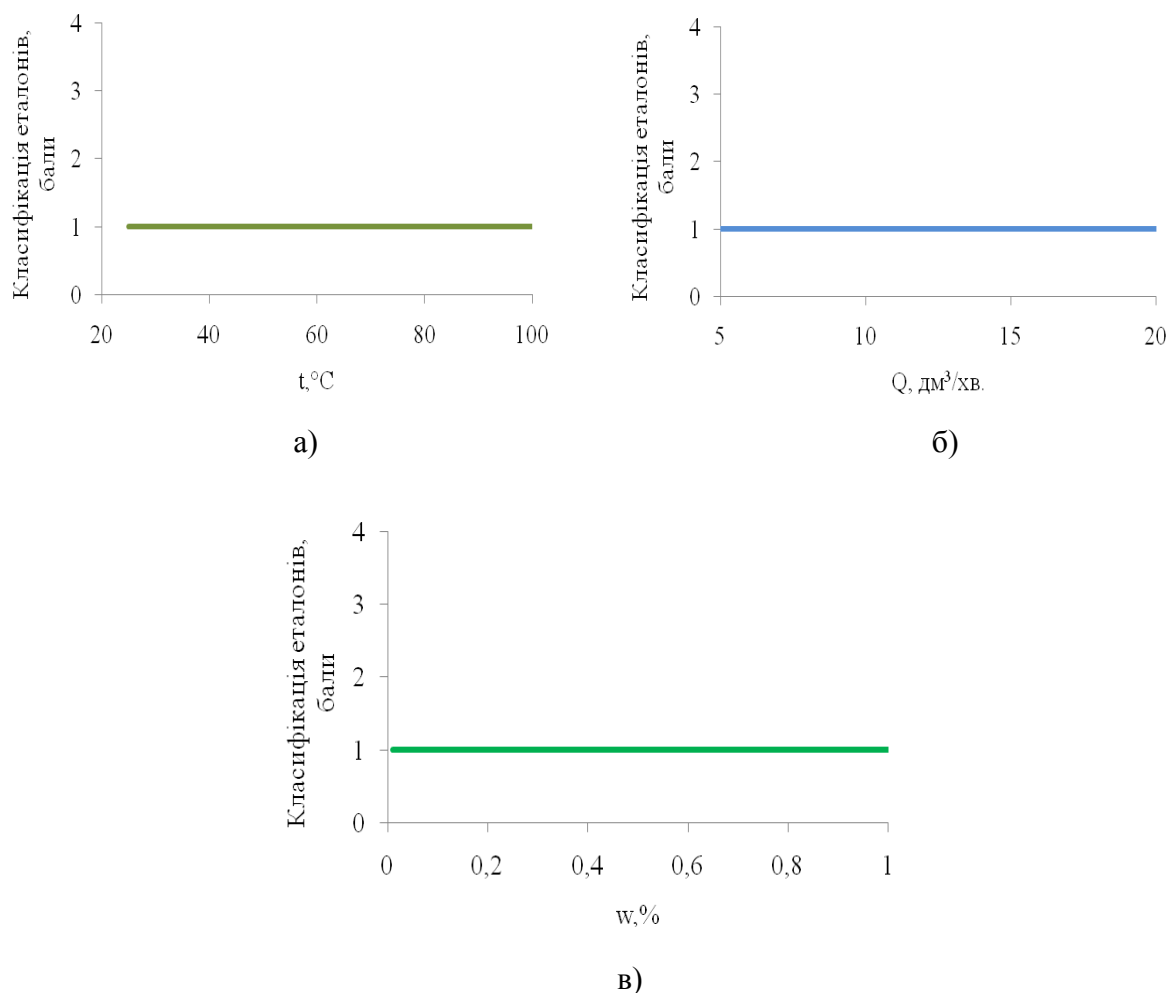 Класифікація еталонів,
бали
4
3
2
1
0
20 40 60 80 100
t,°C
а)
Класифікація еталонів,
бали
4
3
2
1
0
5 10 15 20
Q, дм³/хв.
б)
Класифікація еталонів,
бали
4
3
2
1
0
0 0,2 0,4 0,6 0,8 1
w,%
в)